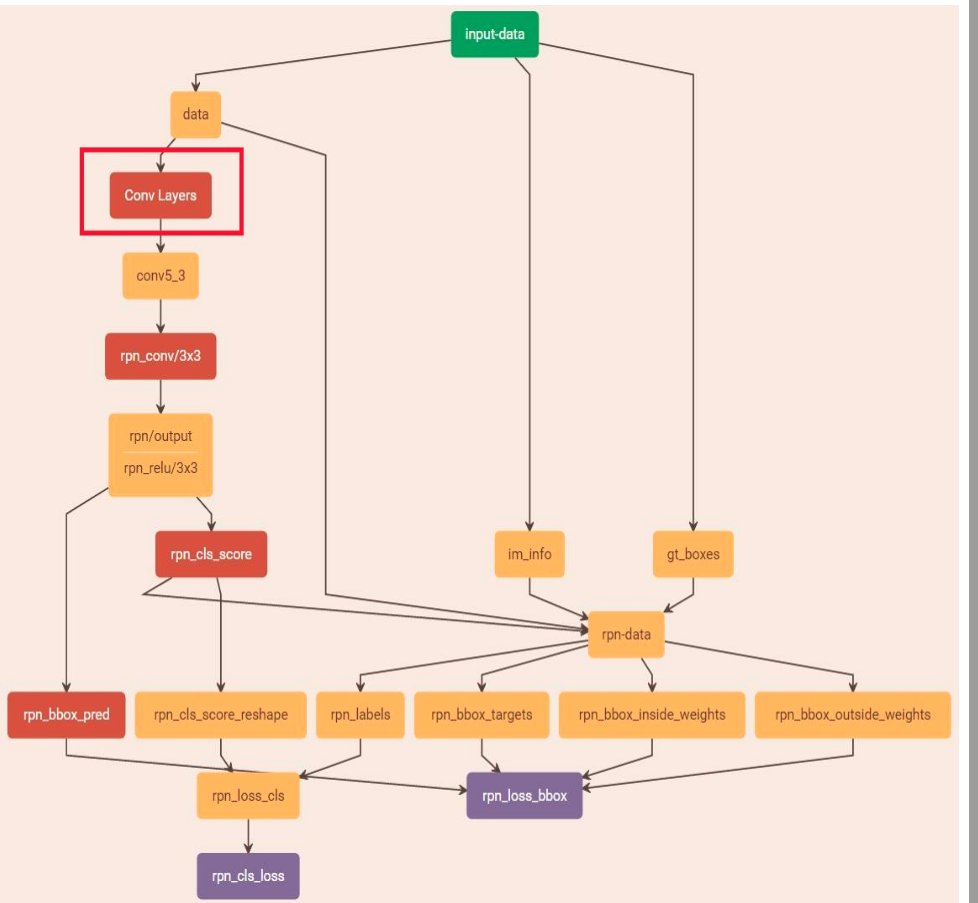 input-data
data
Conv Layers
conv5_3
rpn_conv/3x3
rpn/output
rpn_relu/3x3
rpn_cls_score
im_info
gt_boxes
rpn-data
rpn_bbox_pred
rpn_cls_score_reshape
rpn_labels
rpn_bbox_targets
rpn_bbox_inside_weights
rpn_bbox_outside_weights
rpn_loss_cls
rpn_loss_bbox
rpn_cls_loss